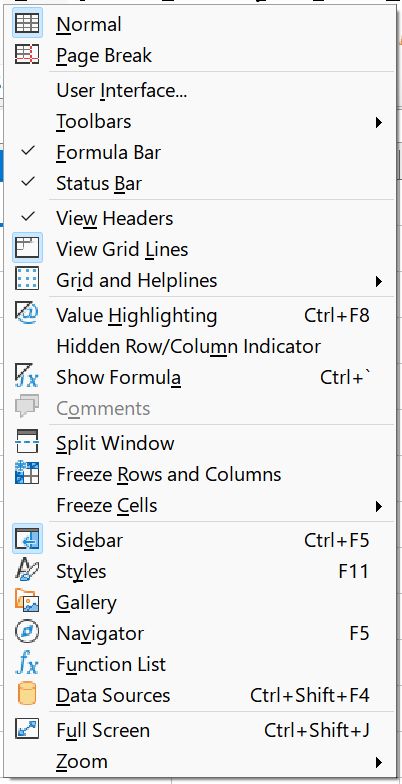 Normal
Page Break
User Interface...
Toolbars
Formula Bar
Status Bar
View Headers
View Grid Lines
Grid and Helplines
Value Highlighting Ctrl+F8
Hidden Row/Column Indicator
Show Formula Ctrl+`
Comments
Split Window
Freeze Rows and Columns
Freeze Cells
Sidebar Ctrl+F5
Styles F11
Gallery
Navigator F5
Function List
Data Sources Ctrl+Shift+F4
Full Screen Ctrl+Shift+J
Zoom